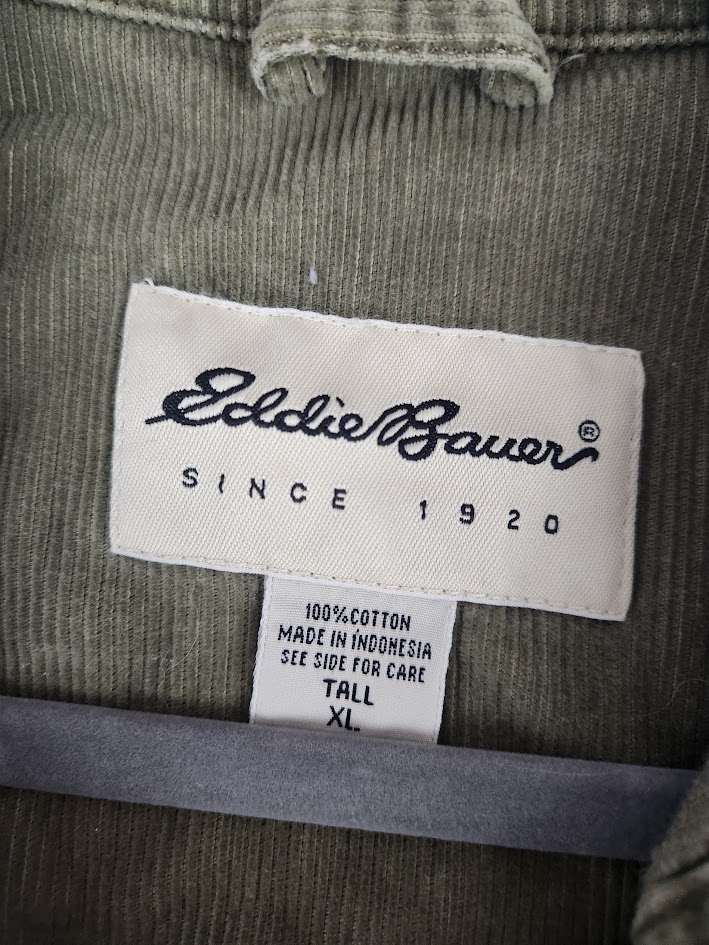 Eddie Bauer®
SINCE 1920
100% COTTON
MADE IN INDONESIA
SEE SIDE FOR CARE
TALL
XL